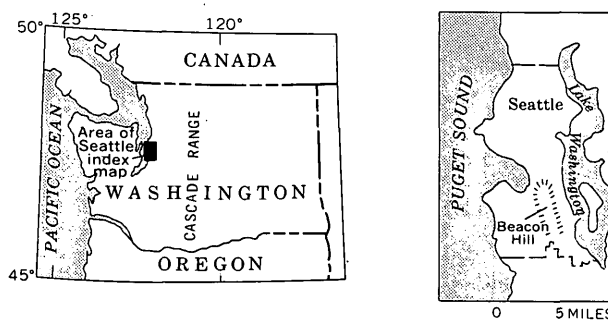 50°
125°
120°
CANADA
PACIFIC OCEAN
Area of
Seattle
index
map
CASCADE RANGE
WASHINGTON
OREGON
45°
PUGET SOUND
Seattle
Lake
Washington
Beacon
Hill
0 5 MILES